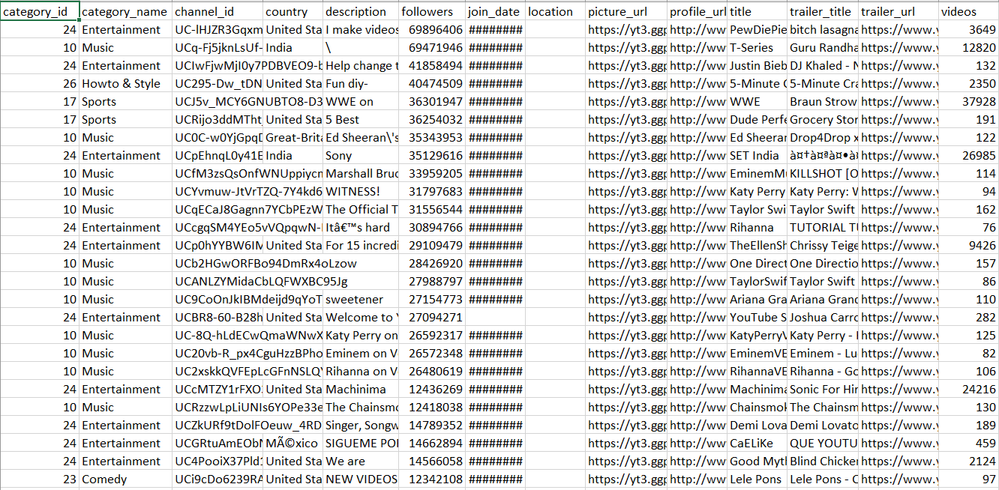 category_id category_name channel_id country description followers join_date location picture_url profile_url title trailer_title trailer_url videos
24 Entertainment UC-lHJZR3Gqxm United Sta I make videos 69896406 ######## https://yt3.ggp http://ww PewDiePie bitch lasagna https://www.y 3649
10 Music UCq-Fj5jknLsUf- India \ 69471946 ######## https://yt3.ggp http://ww T-Series Guru Randha https://www.y 12820
24 Entertainment UCIwFjwMjI0y7PDBVEO9-b Help change t 41858494 ######## https://yt3.ggp http://ww Justin Bieb DJ Khaled - N https://www.y 132
26 Howto & Style UC295-Dw_tDN United Sta Fun diy- 40474509 ######## https://yt3.ggp http://ww 5-Minute C 5-Minute Cra https://www.y 2350
17 Sports UCJ5v_MCY6GNUBTO8-D3 WWE on 36301947 ######## https://yt3.ggp http://ww WWE Braun Strow https://www.y 37928
17 Sports UCRijo3ddMTht United Sta 5 Best 36254032 ######## https://yt3.ggp http://ww Dude Perfe Grocery Stor https://www.y 191
10 Music UC0C-w0YjGpqD Great-Brita Ed Sheeran\'s 35343953 ######## https://yt3.ggp http://ww Ed Sheeran Drop4Drop x https://www.y 122
24 Entertainment UCpEhnqL0y41E India Sony 35129616 ######## https://yt3.ggp http://ww SET India à¤†à¤ªà¤•à¤ https://www.y 26985
10 Music UCfM3zsQsOnfWNUppiycn Marshall Bruc 33959205 ######## https://yt3.ggp http://ww EminemMu KILLSHOT [O https://www.y 114
10 Music UCYvmuw-JtVrTZQ-7Y4kd6 WITNESS! 31797683 ######## https://yt3.ggp http://ww Katy Perry Katy Perry: W https://www.y 94
10 Music UCqECaJ8Gagnn7YCbPEzW The Official T 31556544 ######## https://yt3.ggp http://ww Taylor Swi Taylor Swift https://www.y 162
24 Entertainment UCcgqSM4YEo5vVQpqwN- Itâ€™s hard 30894766 ######## https://yt3.ggp http://ww Rihanna TUTORIAL TU https://www.y 76
24 Entertainment UCp0hYYBW6IM United Sta For 15 incredi 29109479 ######## https://yt3.ggp http://ww TheEllenSh Chrissy Teige https://www.y 9426
10 Music UCb2HGwORFBo94DmRx4oLzow 28426920 ######## https://yt3.ggp http://ww One Direct One Directio https://www.y 157
10 Music UCANLZYMidaCbLQFWXBC95Jg 27988797 ######## https://yt3.ggp http://ww TaylorSwif Taylor Swift https://www.y 86
10 Music UC9CoOnJkIBMdeijd9qYoT sweetener 27154773 ######## https://yt3.ggp http://ww Ariana Gra Ariana Grand https://www.y 110
24 Entertainment UCBR8-60-B28h United Sta Welcome to Y 27094271 https://yt3.ggp http://ww YouTube S Joshua Carro https://www.y 282
10 Music UC-8Q-hLdECwQmaWNwX Katy Perry on 26592317 ######## https://yt3.ggp http://ww KatyPerryV Katy Perry - https://www.y 125
10 Music UC20vb-R_px4CguHzzBPho Eminem on V 26572348 ######## https://yt3.ggp http://ww EminemVE Eminem - Lu https://www.y 82
10 Music UC2xskkQVFEpLcGFnNSLQY Rihanna on V 26480619 ######## https://yt3.ggp http://ww RihannaVE Rihanna - Go https://www.y 106
24 Entertainment UCcMTZY1rFXO United Sta Machinima 12436269 ######## https://yt3.ggp http://ww Machinima Sonic For Hir https://www.y 24216
10 Music UCRzzwLpLiUNIs6YOPe33e The Chainsmo 12418038 ######## https://yt3.ggp http://ww Chainsmok The Chainsm https://www.y 130
24 Entertainment UCZkURf9tDolFOeuw_4RD Singer, Songw 14789352 ######## https://yt3.ggp http://ww Demi Lova Demi Lovato https://www.y 189
24 Entertainment UCGRtuAmEObN MÃ©xico SIGUEME POR 14662894 ######## https://yt3.ggp http://ww CaELiKe QUE YOUTU https://www.y 459
24 Entertainment UC4PooiX37Pld1 United Sta We are 14566058 ######## https://yt3.ggp http://ww Good Myt Blind Chicken https://www.y 2124
23 Comedy UCi9cDo6239RA United Sta NEW VIDEOS 12342108 ######## https://yt3.ggp http://ww Lele Pons Lele Pons - C https://www.y 97